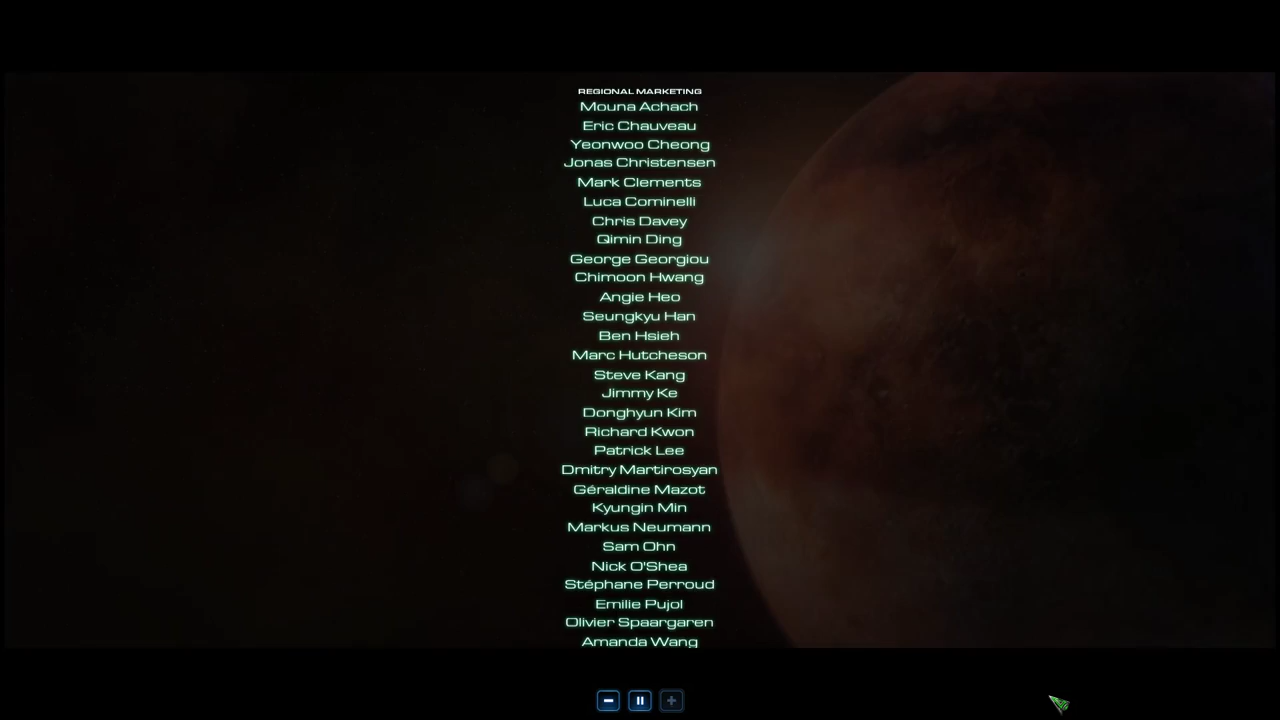 REGIONAL MARKETING
Mouna Achach
Eric Chauveau
Yeonwoo Cheong
Jonas Christensen
Mark Clements
Luca Cominelli
Chris Davey
Qimin Ding
George Georgiou
Chimoon Hwang
Angie Heo
Seungkyu Han
Ben Hsieh
Marc Hutcheson
Steve Kang
Jimmy Ke
Donghyun Kim
Richard Kwon
Patrick Lee
Dmitry Martirosyan
Géraldine Mazot
Kyungin Min
Markus Neumann
Sam Ohn
Nick O'Shea
Stéphane Perroud
Emilie Pujol
Olivier Spaargaren
Amanda Wang